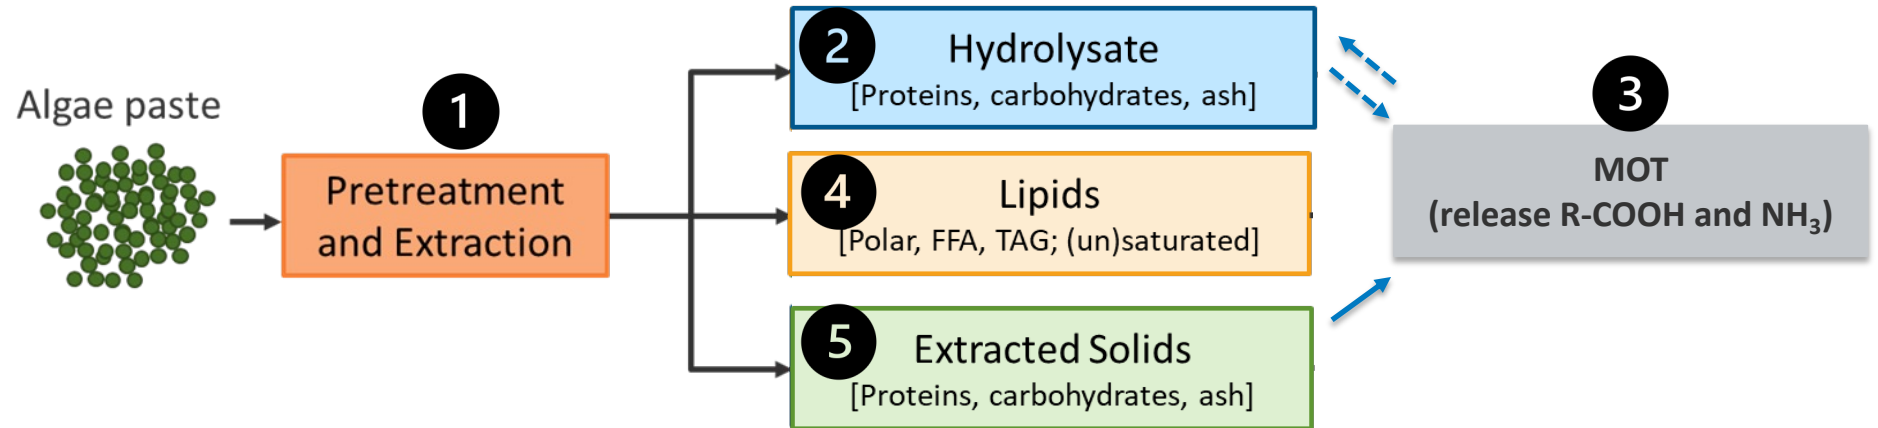 Algae paste
1
Pretreatment
and Extraction
2
Hydrolysate
[Proteins, carbohydrates, ash]
4
Lipids
[Polar, FFA, TAG; (un)saturated]
5
Extracted Solids
[Proteins, carbohydrates, ash]
3
MOT
(release R-COOH and NH₃)